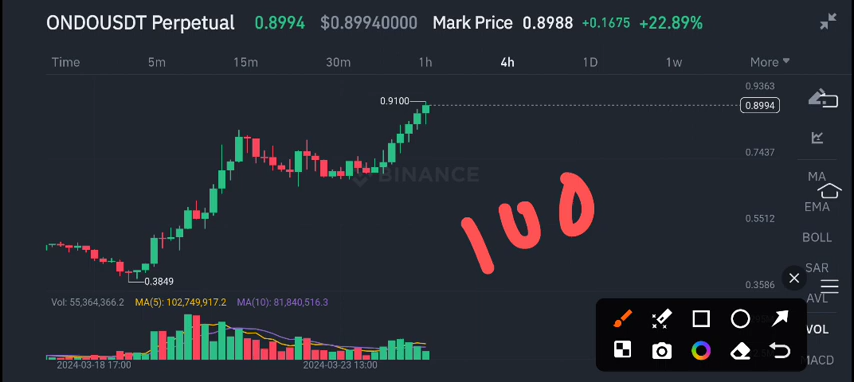 ONDOUSDT Perpetual 0.8994 $0.89940000 Mark Price 0.8988 +0.1675 +22.89%
Time 5m 15m 30m 1h 4h 1D 1w More
0.9363
0.9100
0.8994
0.7437
BINANCE
MA
EMA
0.5512
BOLL
SAR
0.3849
0.3586
AVL
Vol: 55,364,366.2 MA(5): 102,749,917.2 MA(10): 81,840,516.3
VOL
MACD
2024-03-18 17:00 2024-03-23 13:00